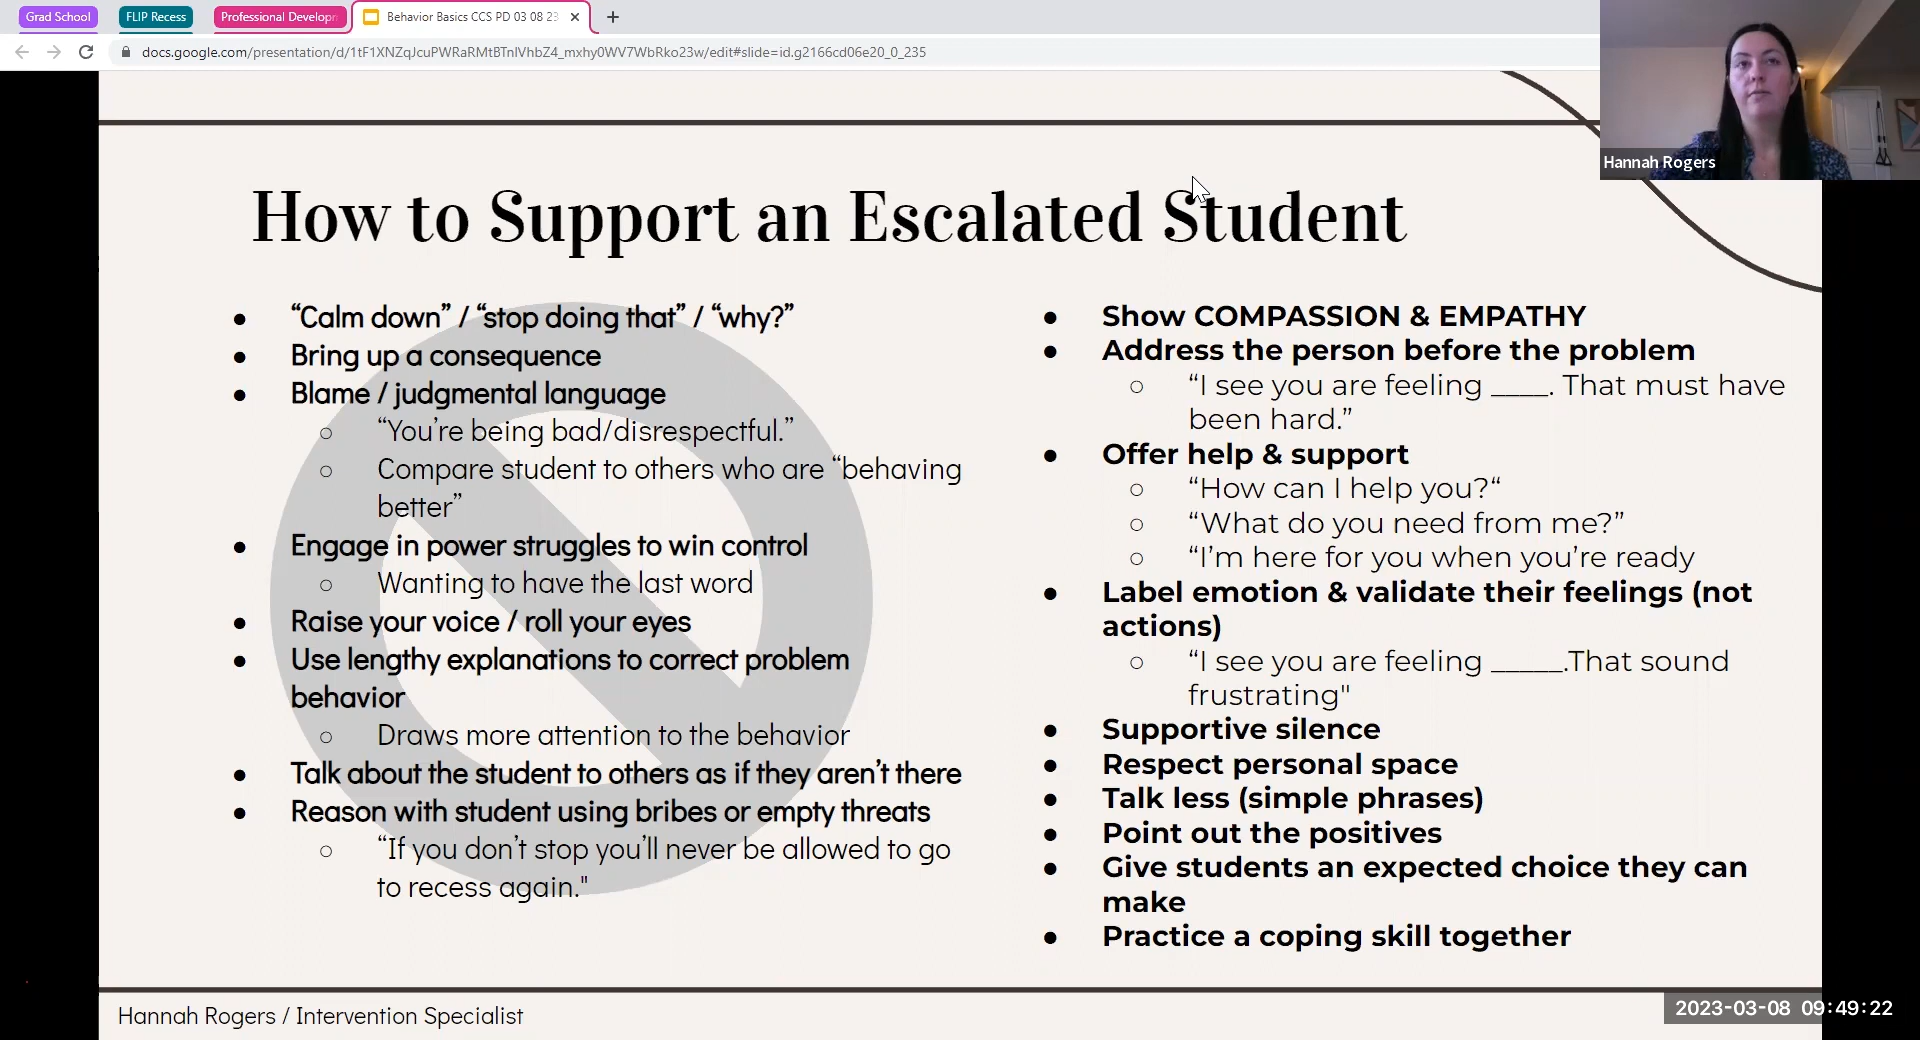 Grad School
FLIP Recess
Professional Developn
Behavior Basics CCS PD 03 08 23
docs.google.com/presentation/d/1tF1XNZqJcuPWRaRMtBTnlVhbZ4_mxhy0WV7WbRko23w/edit#slide=id.g2166cd06e20_0_235
Hannah Rogers
How to Support an Escalated Student
● “Calm down” / “stop doing that” / “why?”
● Bring up a consequence
● Blame / judgmental language
○ “You’re being bad/disrespectful.”
○ Compare student to others who are “behaving
better”
● Engage in power struggles to win control
○ Wanting to have the last word
● Raise your voice / roll your eyes
● Use lengthy explanations to correct problem
behavior
○ Draws more attention to the behavior
● Talk about the student to others as if they aren’t there
● Reason with student using bribes or empty threats
○ “If you don’t stop you’ll never be allowed to go
to recess again."
● Show COMPASSION & EMPATHY
● Address the person before the problem
○ “I see you are feeling ____. That must have
been hard.”
● Offer help & support
○ “How can I help you?“
○ “What do you need from me?”
○ “I’m here for you when you’re ready
● Label emotion & validate their feelings (not
actions)
○ “I see you are feeling _____.That sound
frustrating"
● Supportive silence
● Respect personal space
● Talk less (simple phrases)
● Point out the positives
● Give students an expected choice they can
make
● Practice a coping skill together
Hannah Rogers / Intervention Specialist
2023-03-08 09:49:22